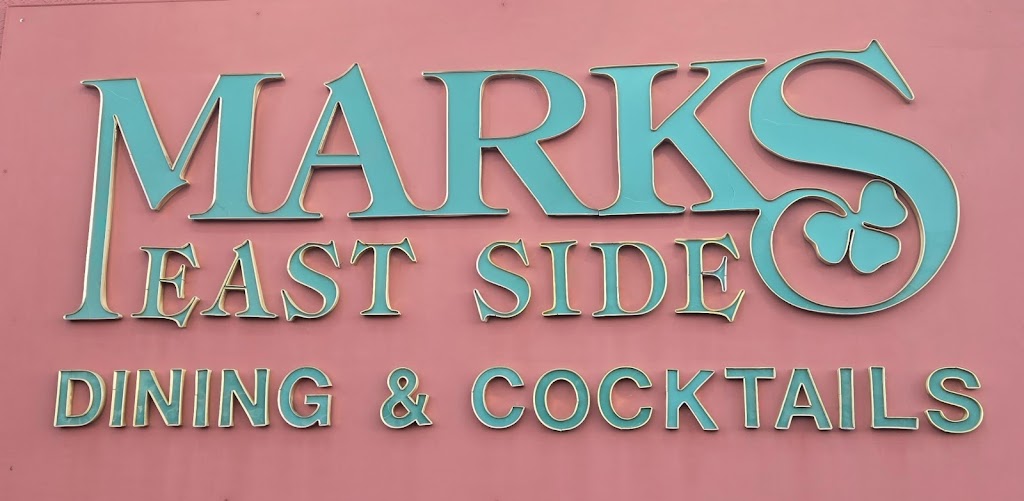 MARKS
EAST SIDE
DINING & COCKTAILS